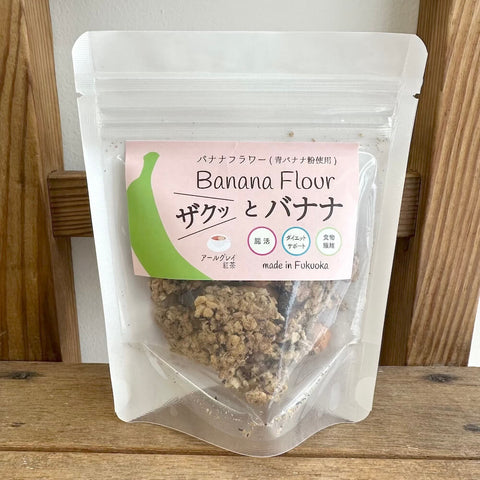 バナナフラワー(青バナナ粉使用)
Banana Flour
ザクッとバナナ
アールグレイ
紅茶
腸活
ダイエット
サポート
食物
繊維
made in Fukuoka